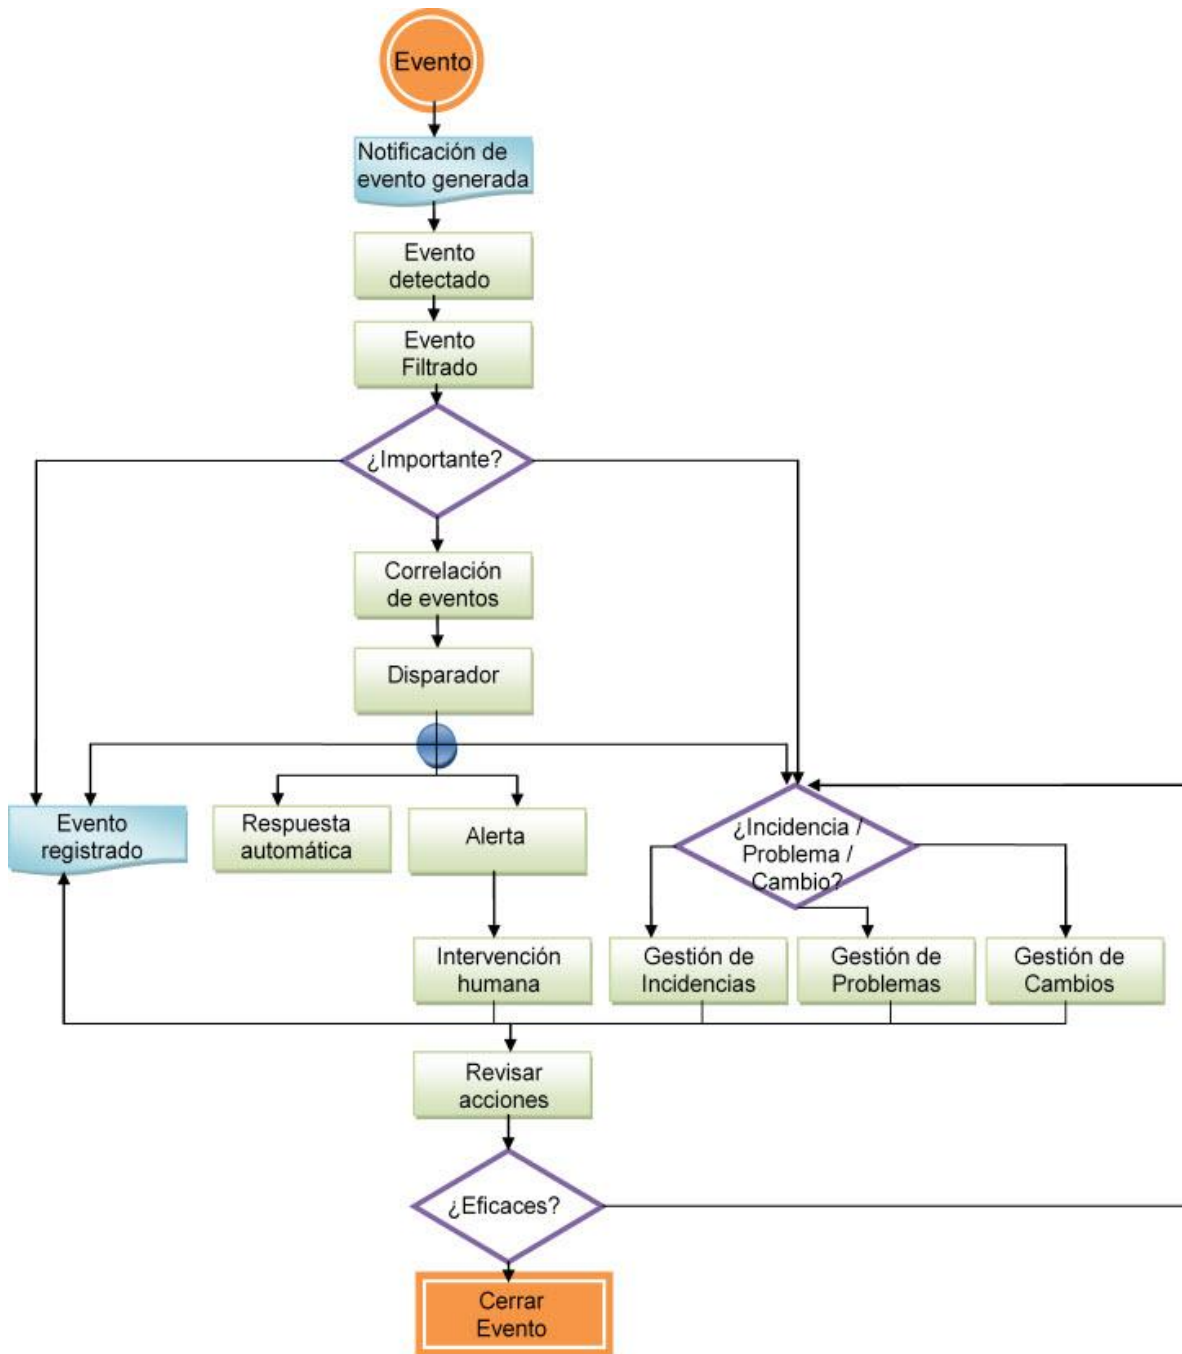 Evento
Notificación de
evento generada
Evento
detectado
Evento
Filtrado
¿Importante?
Correlación
de eventos
Disparador
Evento
registrado
Respuesta
automática
Alerta
¿Incidencia /
Problema /
Cambio?
Intervención
humana
Gestión de
Incidencias
Gestión de
Problemas
Gestión de
Cambios
Revisar
acciones
¿Eficaces?
Cerrar
Evento